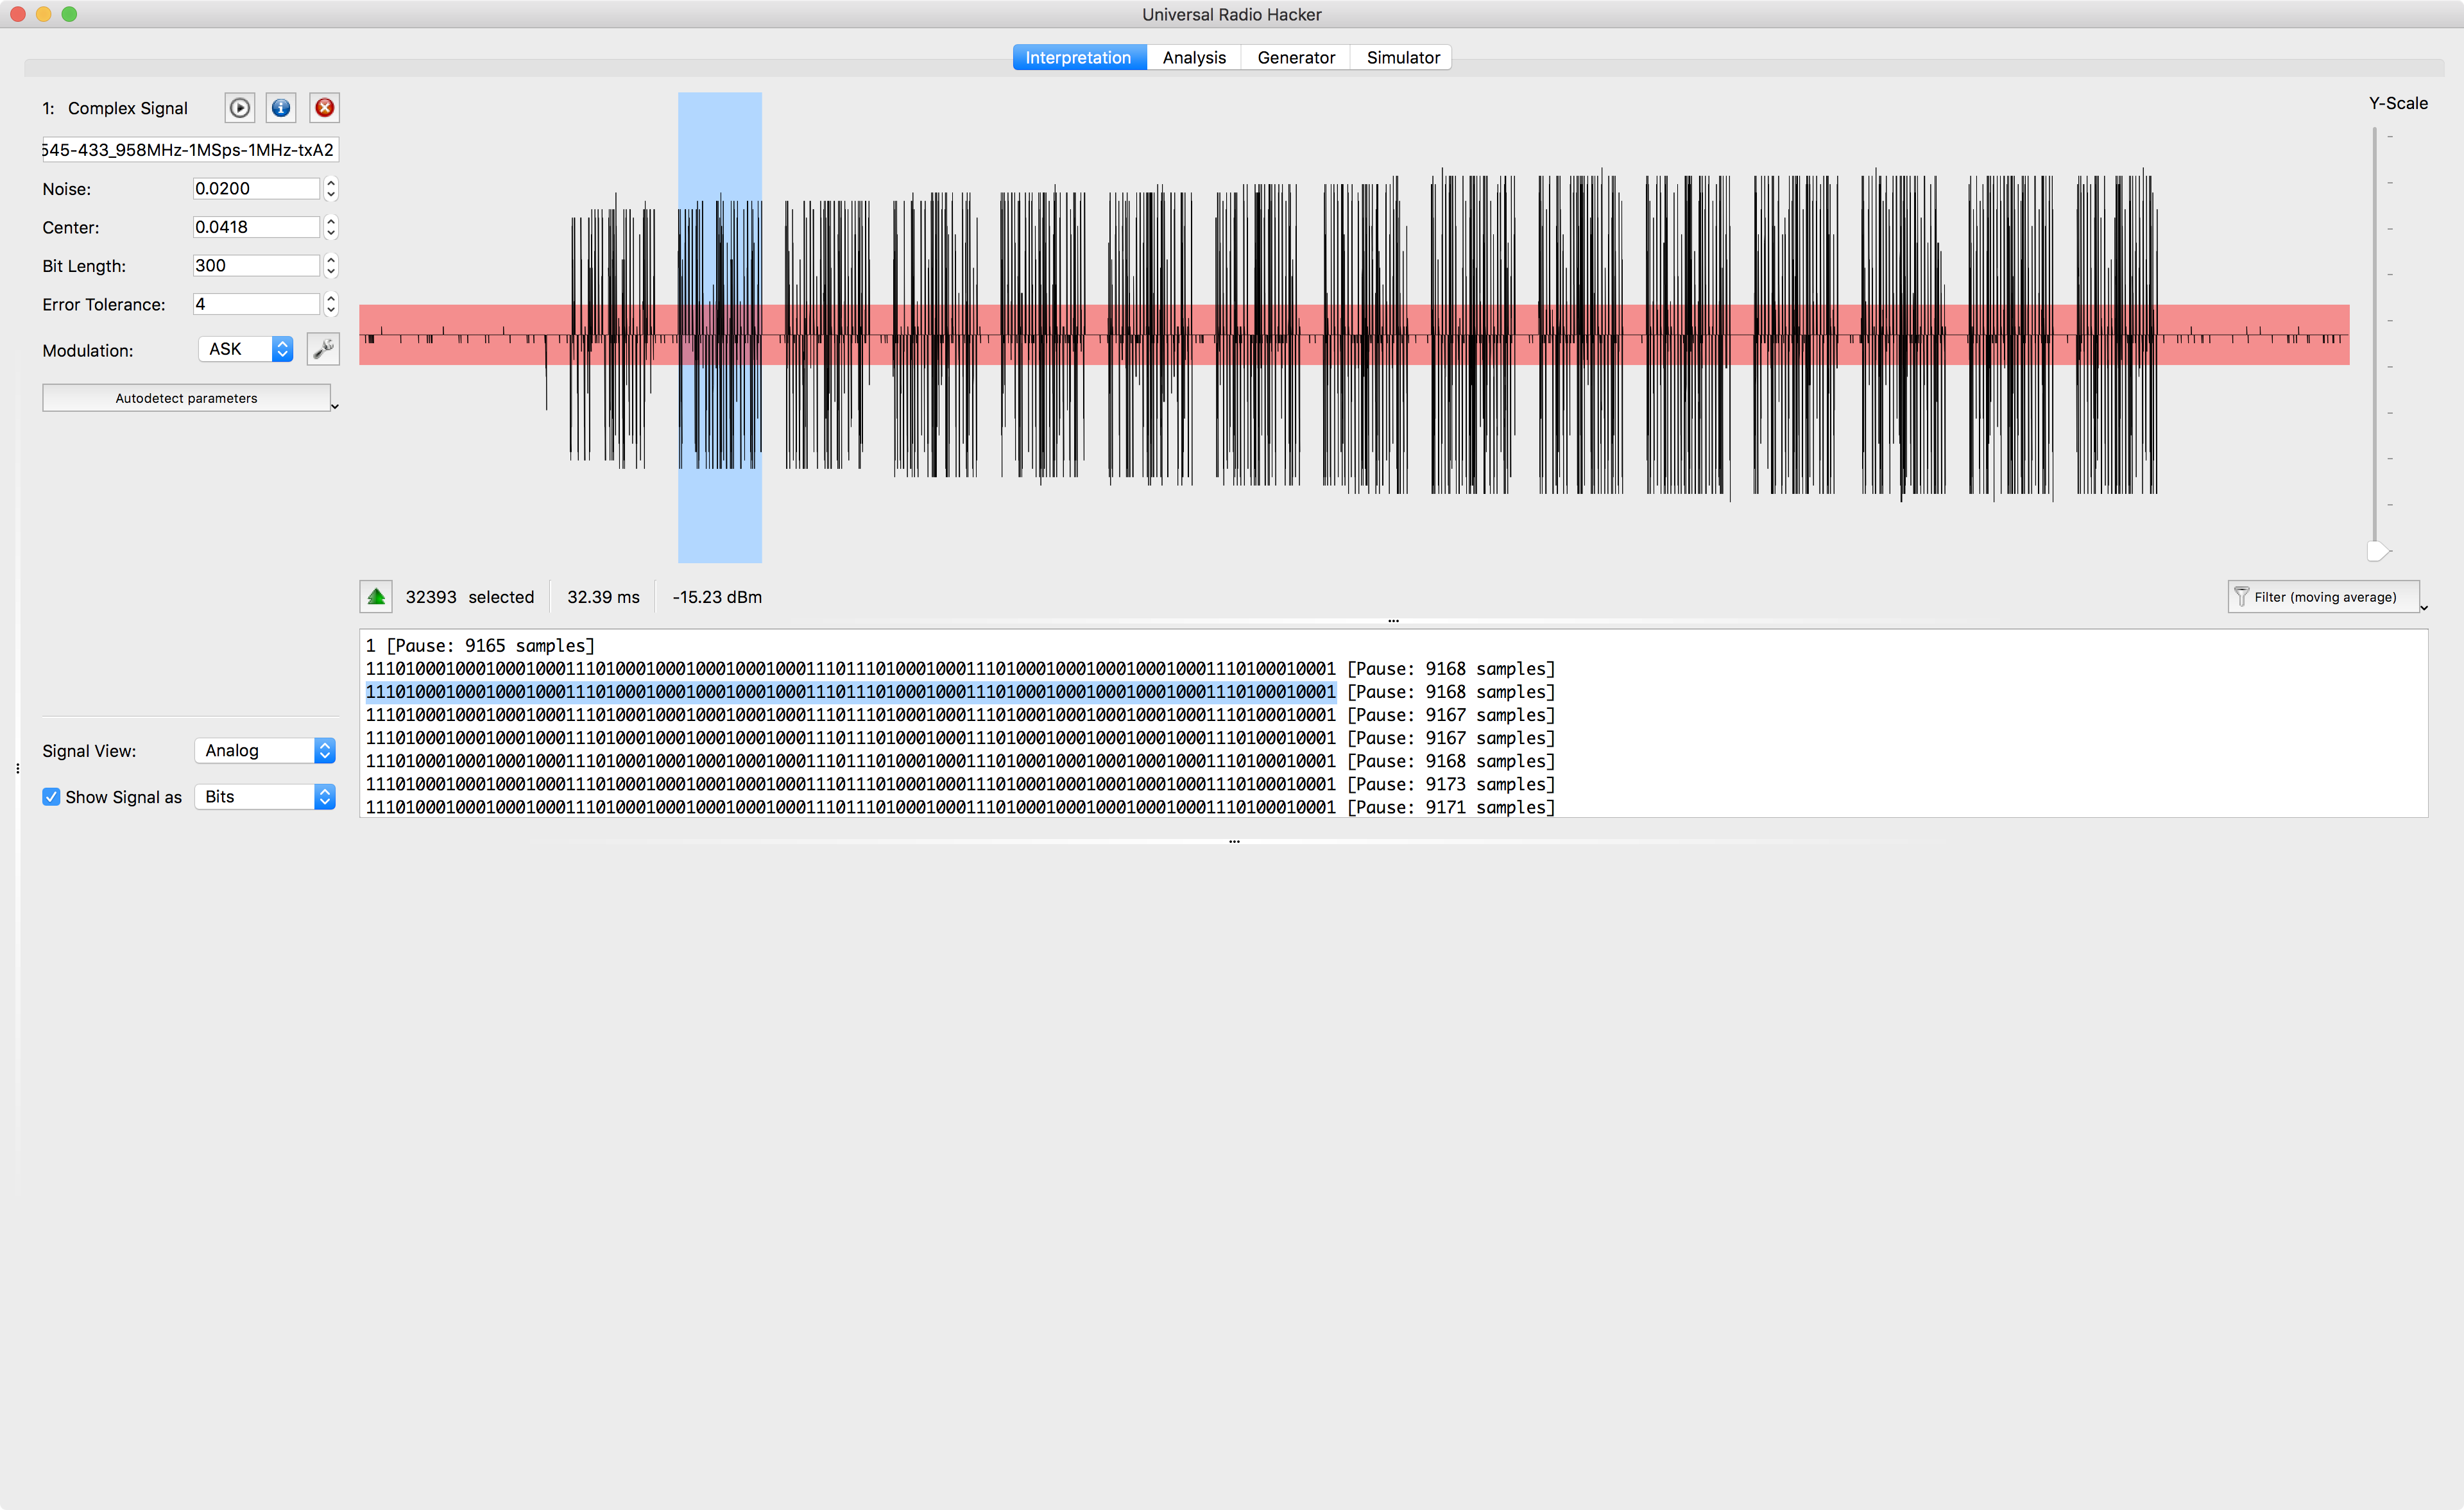 Universal Radio Hacker
Interpretation Analysis Generator Simulator
1: Complex Signal
545-433_958MHz-1MSps-1MHz-txA2
Noise: 0.0200
Center: 0.0418
Bit Length: 300
Error Tolerance: 4
Modulation: ASK
Autodetect parameters
Signal View: Analog
Show Signal as Bits
Y-Scale
32393 selected 32.39 ms -15.23 dBm
Filter (moving average)
1 [Pause: 9165 samples]
1110100010001000100011101000100010001000100011101110100010001110100010001000100010001110100010001 [Pause: 9168 samples]
1110100010001000100011101000100010001000100011101110100010001110100010001000100010001110100010001 [Pause: 9168 samples]
1110100010001000100011101000100010001000100011101110100010001110100010001000100010001110100010001 [Pause: 9167 samples]
1110100010001000100011101000100010001000100011101110100010001110100010001000100010001110100010001 [Pause: 9167 samples]
1110100010001000100011101000100010001000100011101110100010001110100010001000100010001110100010001 [Pause: 9168 samples]
1110100010001000100011101000100010001000100011101110100010001110100010001000100010001110100010001 [Pause: 9173 samples]
1110100010001000100011101000100010001000100011101110100010001110100010001000100010001110100010001 [Pause: 9171 samples]